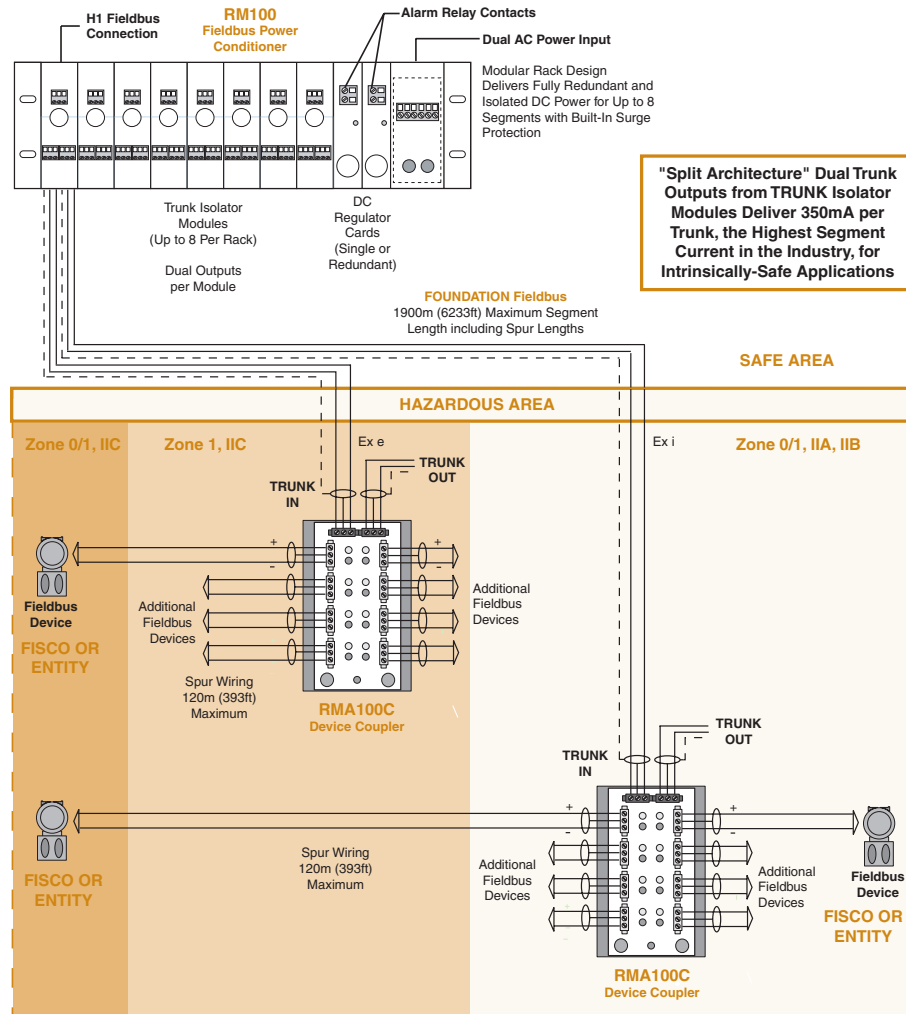 H1 Fieldbus
Connection
RM100
Fieldbus Power
Conditioner
Alarm Relay Contacts
Dual AC Power Input
Modular Rack Design
Delivers Fully Redundant and
Isolated DC Power for Up to 8
Segments with Built-In Surge
Protection
"Split Architecture" Dual Trunk
Outputs from TRUNK Isolator
Modules Deliver 350mA per
Trunk, the Highest Segment
Current in the Industry, for
Intrinsically-Safe Applications
Trunk Isolator
Modules
(Up to 8 Per Rack)
Dual Outputs
per Module
DC
Regulator
Cards
(Single or
Redundant)
FOUNDATION Fieldbus
1900m (6233ft) Maximum Segment
Length including Spur Lengths
SAFE AREA
HAZARDOUS AREA
Zone 0/1, IIC
Zone 1, IIC
Ex e
Ex i
Zone 0/1, IIA, IIB
TRUNK
IN
TRUNK
OUT
+
-
+
-
Fieldbus
Device
FISCO OR
ENTITY
Additional
Fieldbus
Devices
Additional
Fieldbus
Devices
Spur Wiring
120m (393ft)
Maximum
RMA100C
Device Coupler
TRUNK
IN
TRUNK
OUT
+
-
+
-
FISCO OR
ENTITY
Spur Wiring
120m (393ft)
Maximum
Additional
Fieldbus
Devices
Additional
Fieldbus
Devices
Fieldbus
Device
FISCO OR
ENTITY
RMA100C
Device Coupler